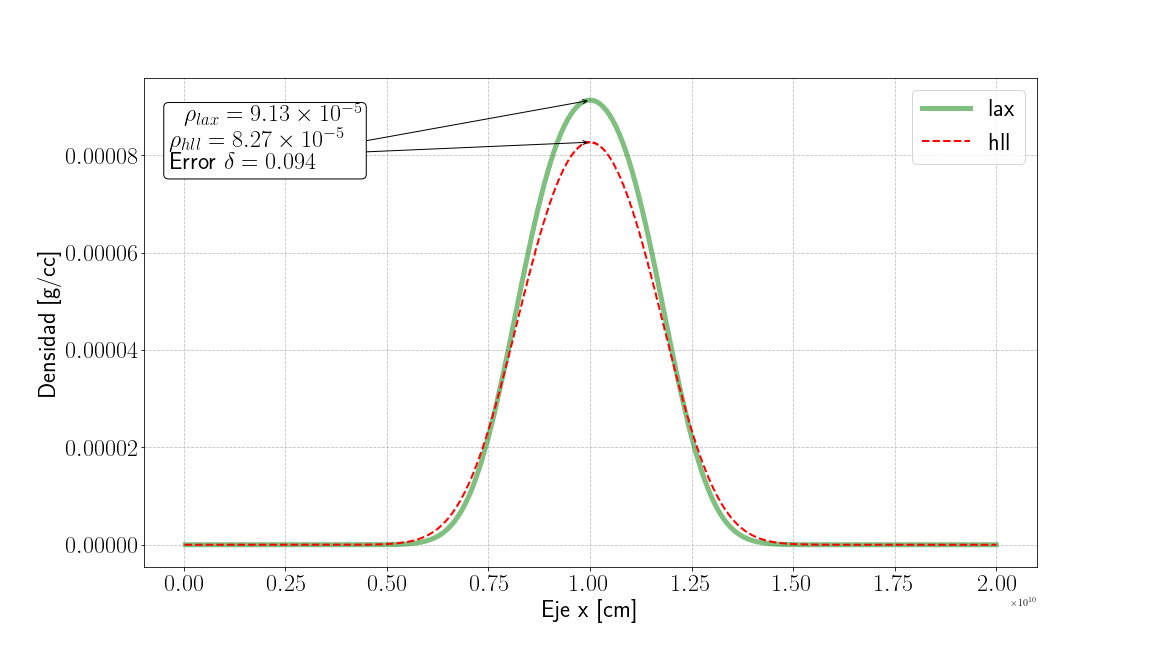 ρ_lax = 9.13 × 10⁻⁵
ρ_hll = 8.27 × 10⁻⁵
Error δ = 0.094
lax
hll
0.00008
0.00006
0.00004
0.00002
0.00000
Densidad [g/cc]
0.00 0.25 0.50 0.75 1.00 1.25 1.50 1.75 2.00
×10¹⁰
Eje x [cm]